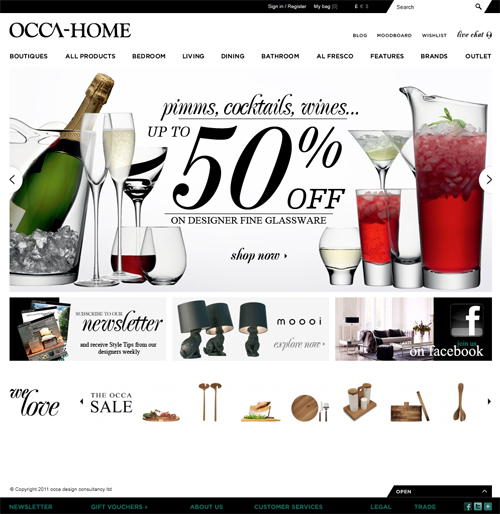 Sign in / Register My bag [0] £ € $ Search
OCCA-HOME
BLOG MOODBOARD WISHLIST live chat
BOUTIQUES ALL PRODUCTS BEDROOM LIVING DINING BATHROOM AL FRESCO FEATURES BRANDS OUTLET
pimms, cocktails, wines...
UP TO
50%
OFF
ON DESIGNER FINE GLASSWARE
shop now
SUBSCRIBE TO OUR
newsletter
and receive Style Tips from our
designers weekly
moooi
explore now
f
join us
on facebook
we
love
THE OCCA
SALE
© Copyright 2011 occa design consultancy ltd
OPEN
NEWSLETTER GIFT VOUCHERS ABOUT US CUSTOMER SERVICES LEGAL TRADE